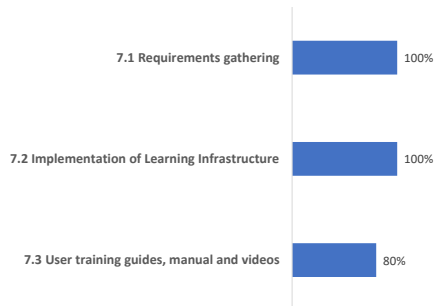 7.1 Requirements gathering 100%
7.2 Implementation of Learning Infrastructure 100%
7.3 User training guides, manual and videos 80%